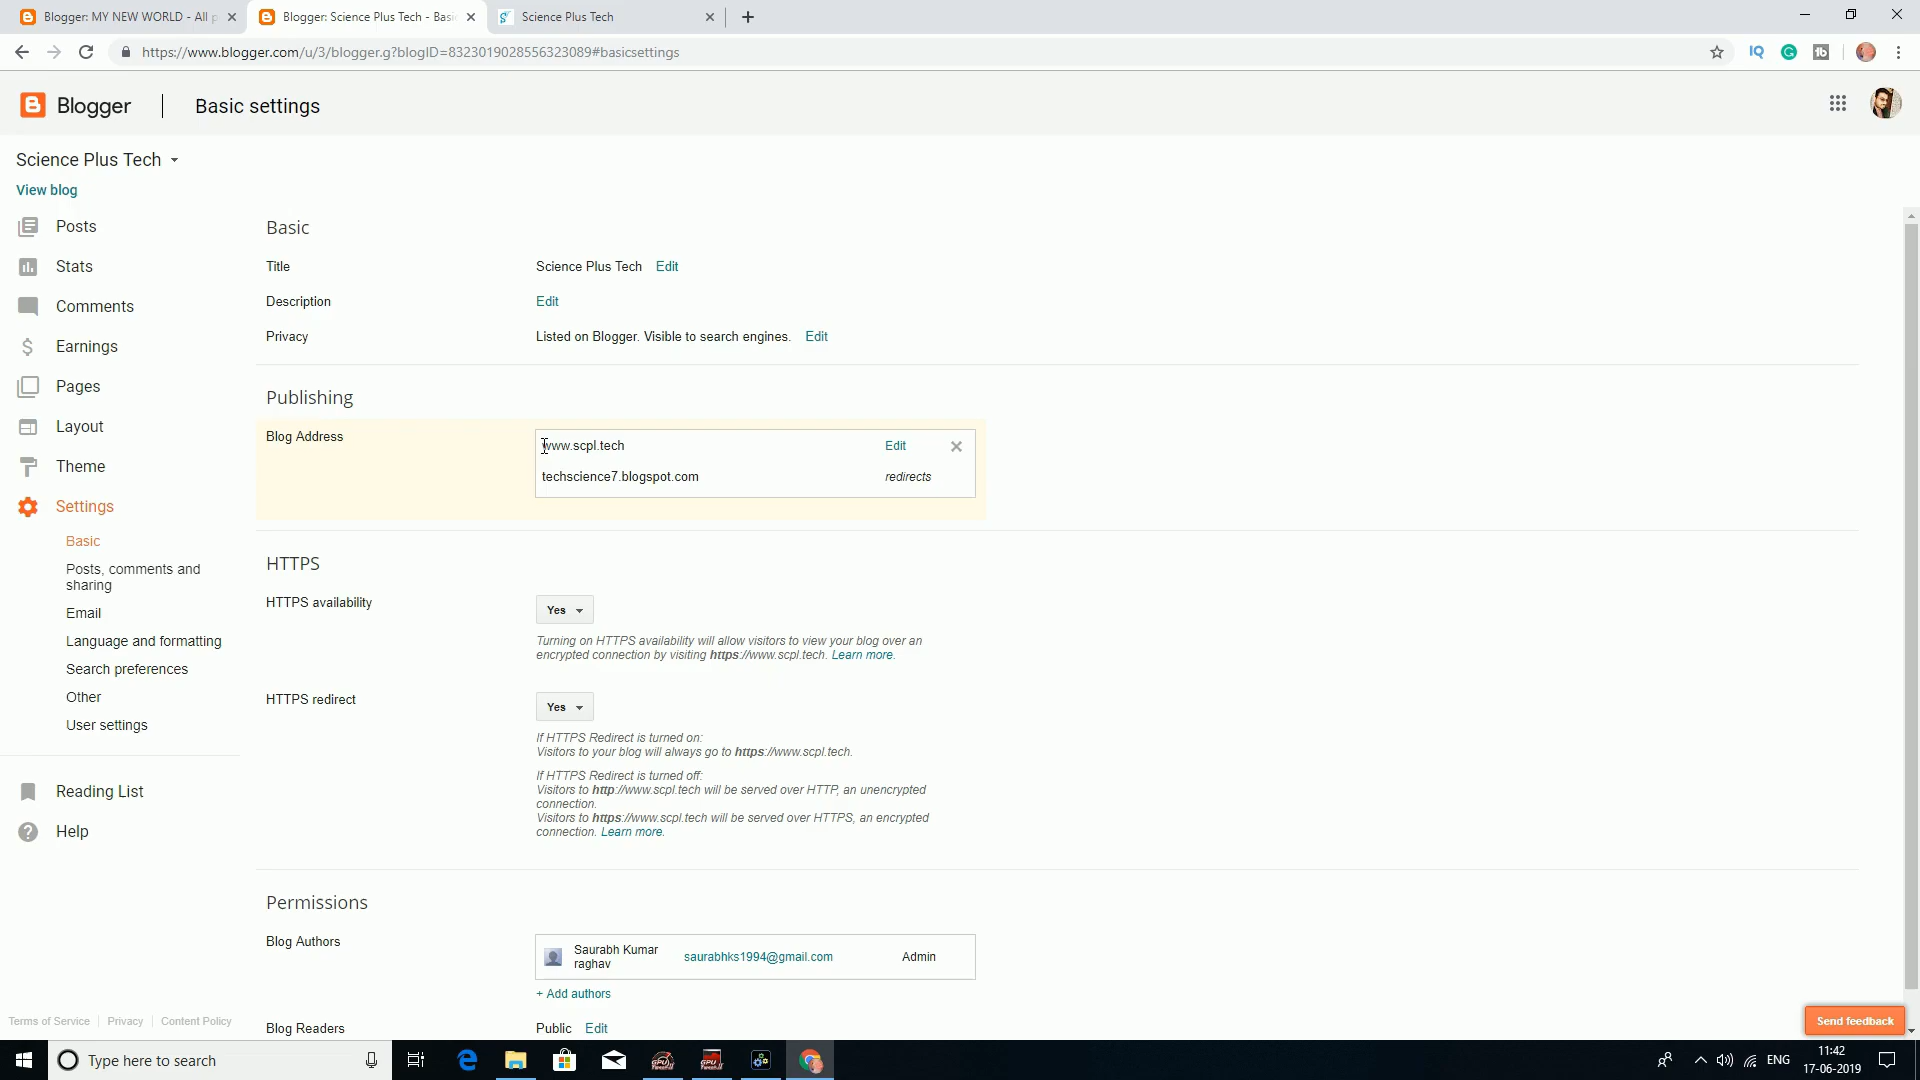 Blogger: MY NEW WORLD - All p
Blogger: Science Plus Tech - Basic
Science Plus Tech
https://www.blogger.com/u/3/blogger.g?blogID=8323019028556323089#basicsettings
IQ
Blogger
Basic settings
Science Plus Tech
View blog
Posts
Stats
Comments
Earnings
Pages
Layout
Theme
Settings
Basic
Posts, comments and
sharing
Email
Language and formatting
Search preferences
Other
User settings
Reading List
Help
Terms of Service
Privacy
Content Policy
Basic
Title
Science Plus Tech Edit
Description
Edit
Privacy
Listed on Blogger. Visible to search engines. Edit
Publishing
Blog Address
www.scpl.tech Edit
techscience7.blogspot.com redirects
HTTPS
HTTPS availability
Yes
Turning on HTTPS availability will allow visitors to view your blog over an
encrypted connection by visiting https://www.scpl.tech. Learn more.
HTTPS redirect
Yes
If HTTPS Redirect is turned on:
Visitors to your blog will always go to https://www.scpl.tech.
If HTTPS Redirect is turned off:
Visitors to http://www.scpl.tech will be served over HTTP, an unencrypted
connection.
Visitors to https://www.scpl.tech will be served over HTTPS, an encrypted
connection. Learn more.
Permissions
Blog Authors
Saurabh Kumar
raghav
saurabhks1994@gmail.com
Admin
+ Add authors
Blog Readers
Public Edit
Send feedback
Type here to search
ENG
11:42
17-06-2019